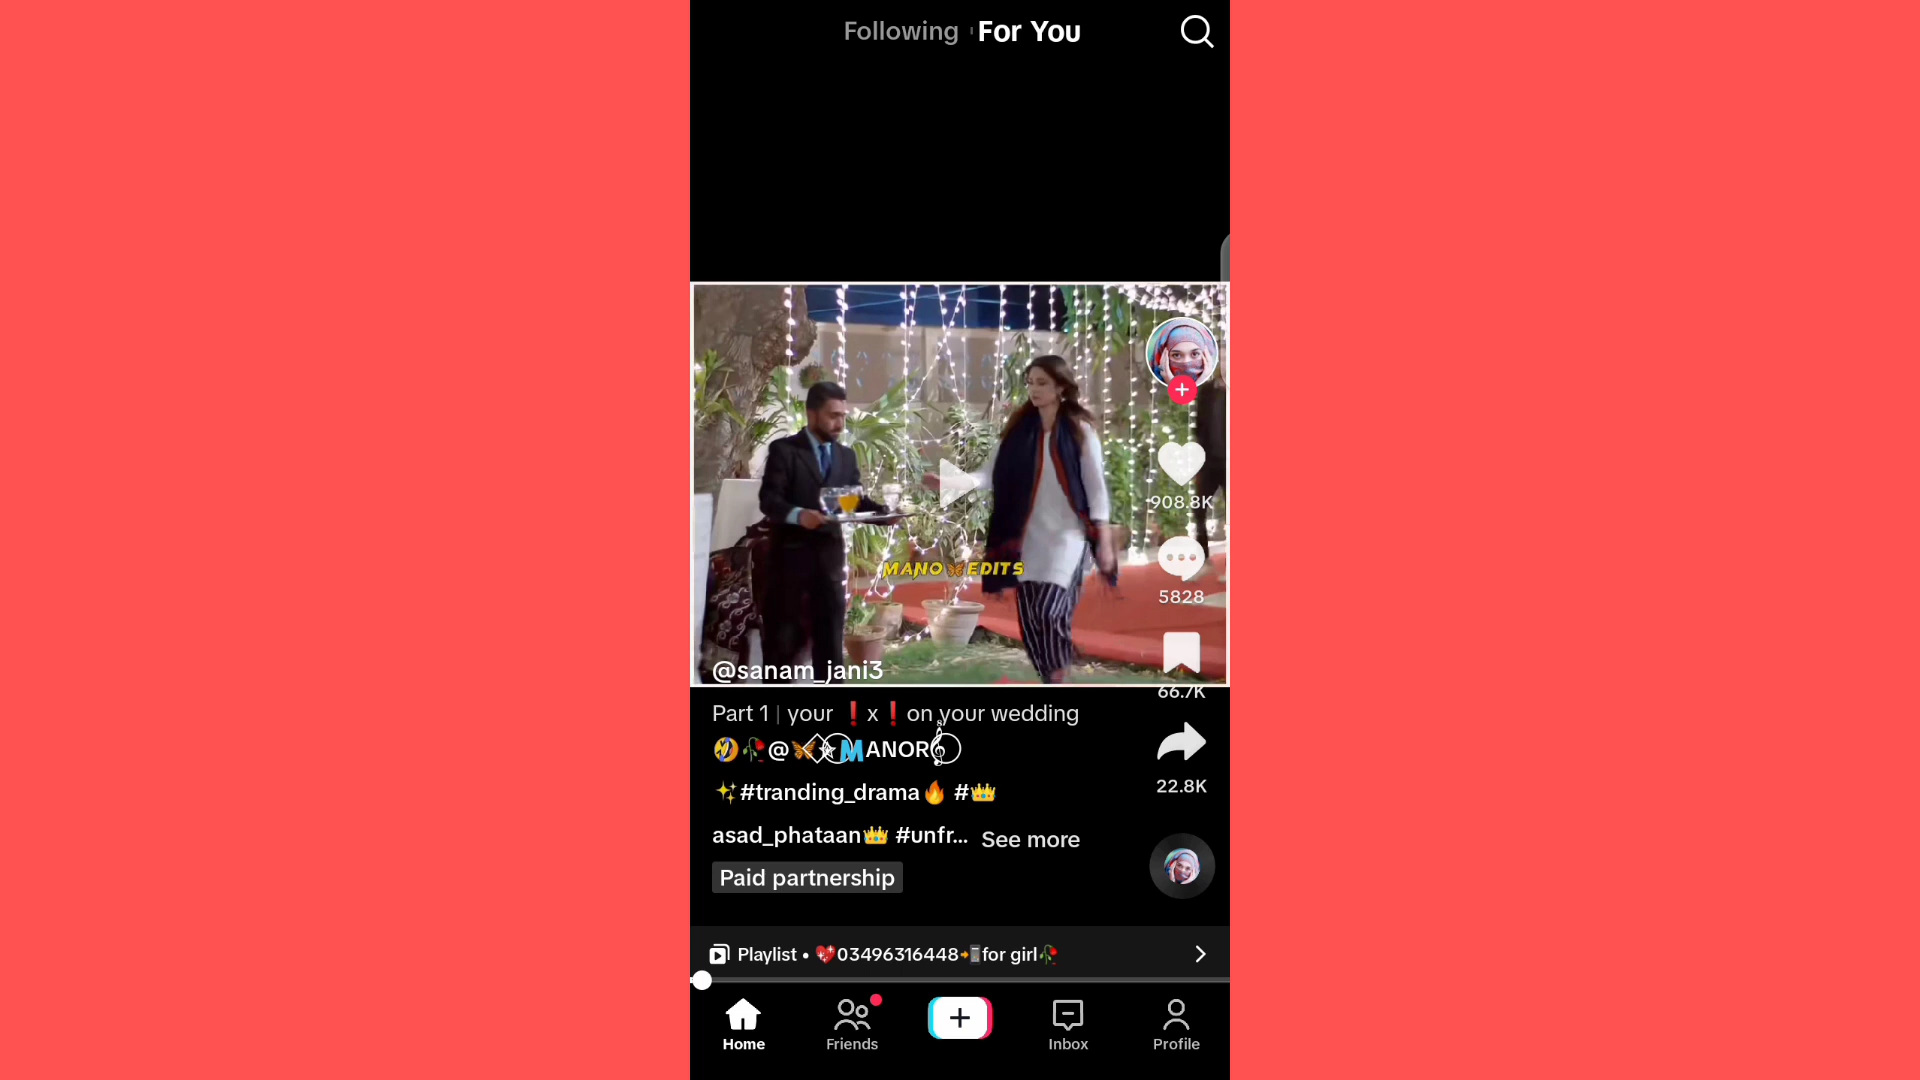 Following For You
908.8K
MANO🦋EDITS
5828
@sanam_jani3
66.7K
Part 1 | your ❗x❗on your wedding
🤣🥀@🦋⃟⭐MANOR𝄞
22.8K
✨#tranding_drama🔥 #👑
asad_phataan👑 #unfr... See more
Paid partnership
Playlist • 💖03496316448📲for girl🥀
Home Friends Inbox Profile